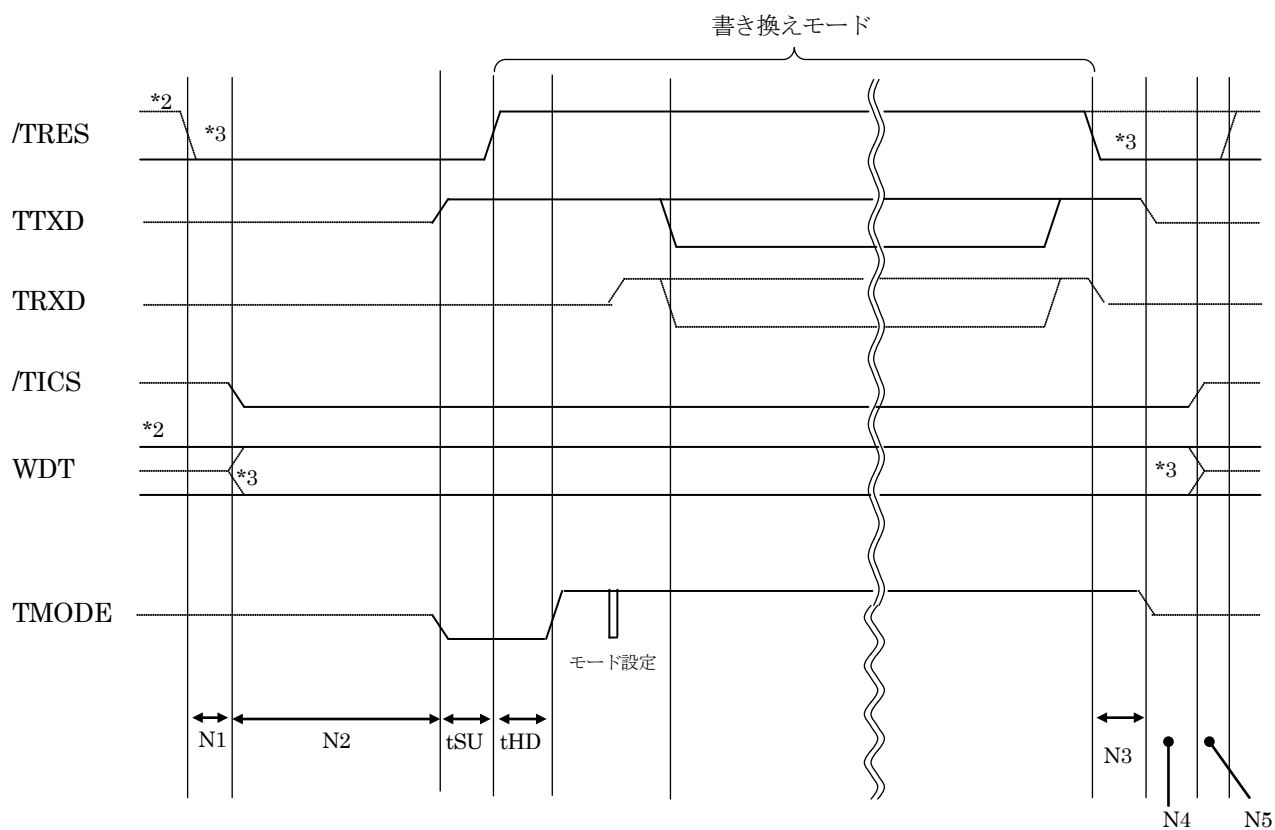 書き換えモード
*2
/TRES
*3
*3
TTXD
TRXD
/TICS
*2
WDT
*3
*3
TMODE
モード設定
N1
N2
tSU
tHD
N3
N4
N5